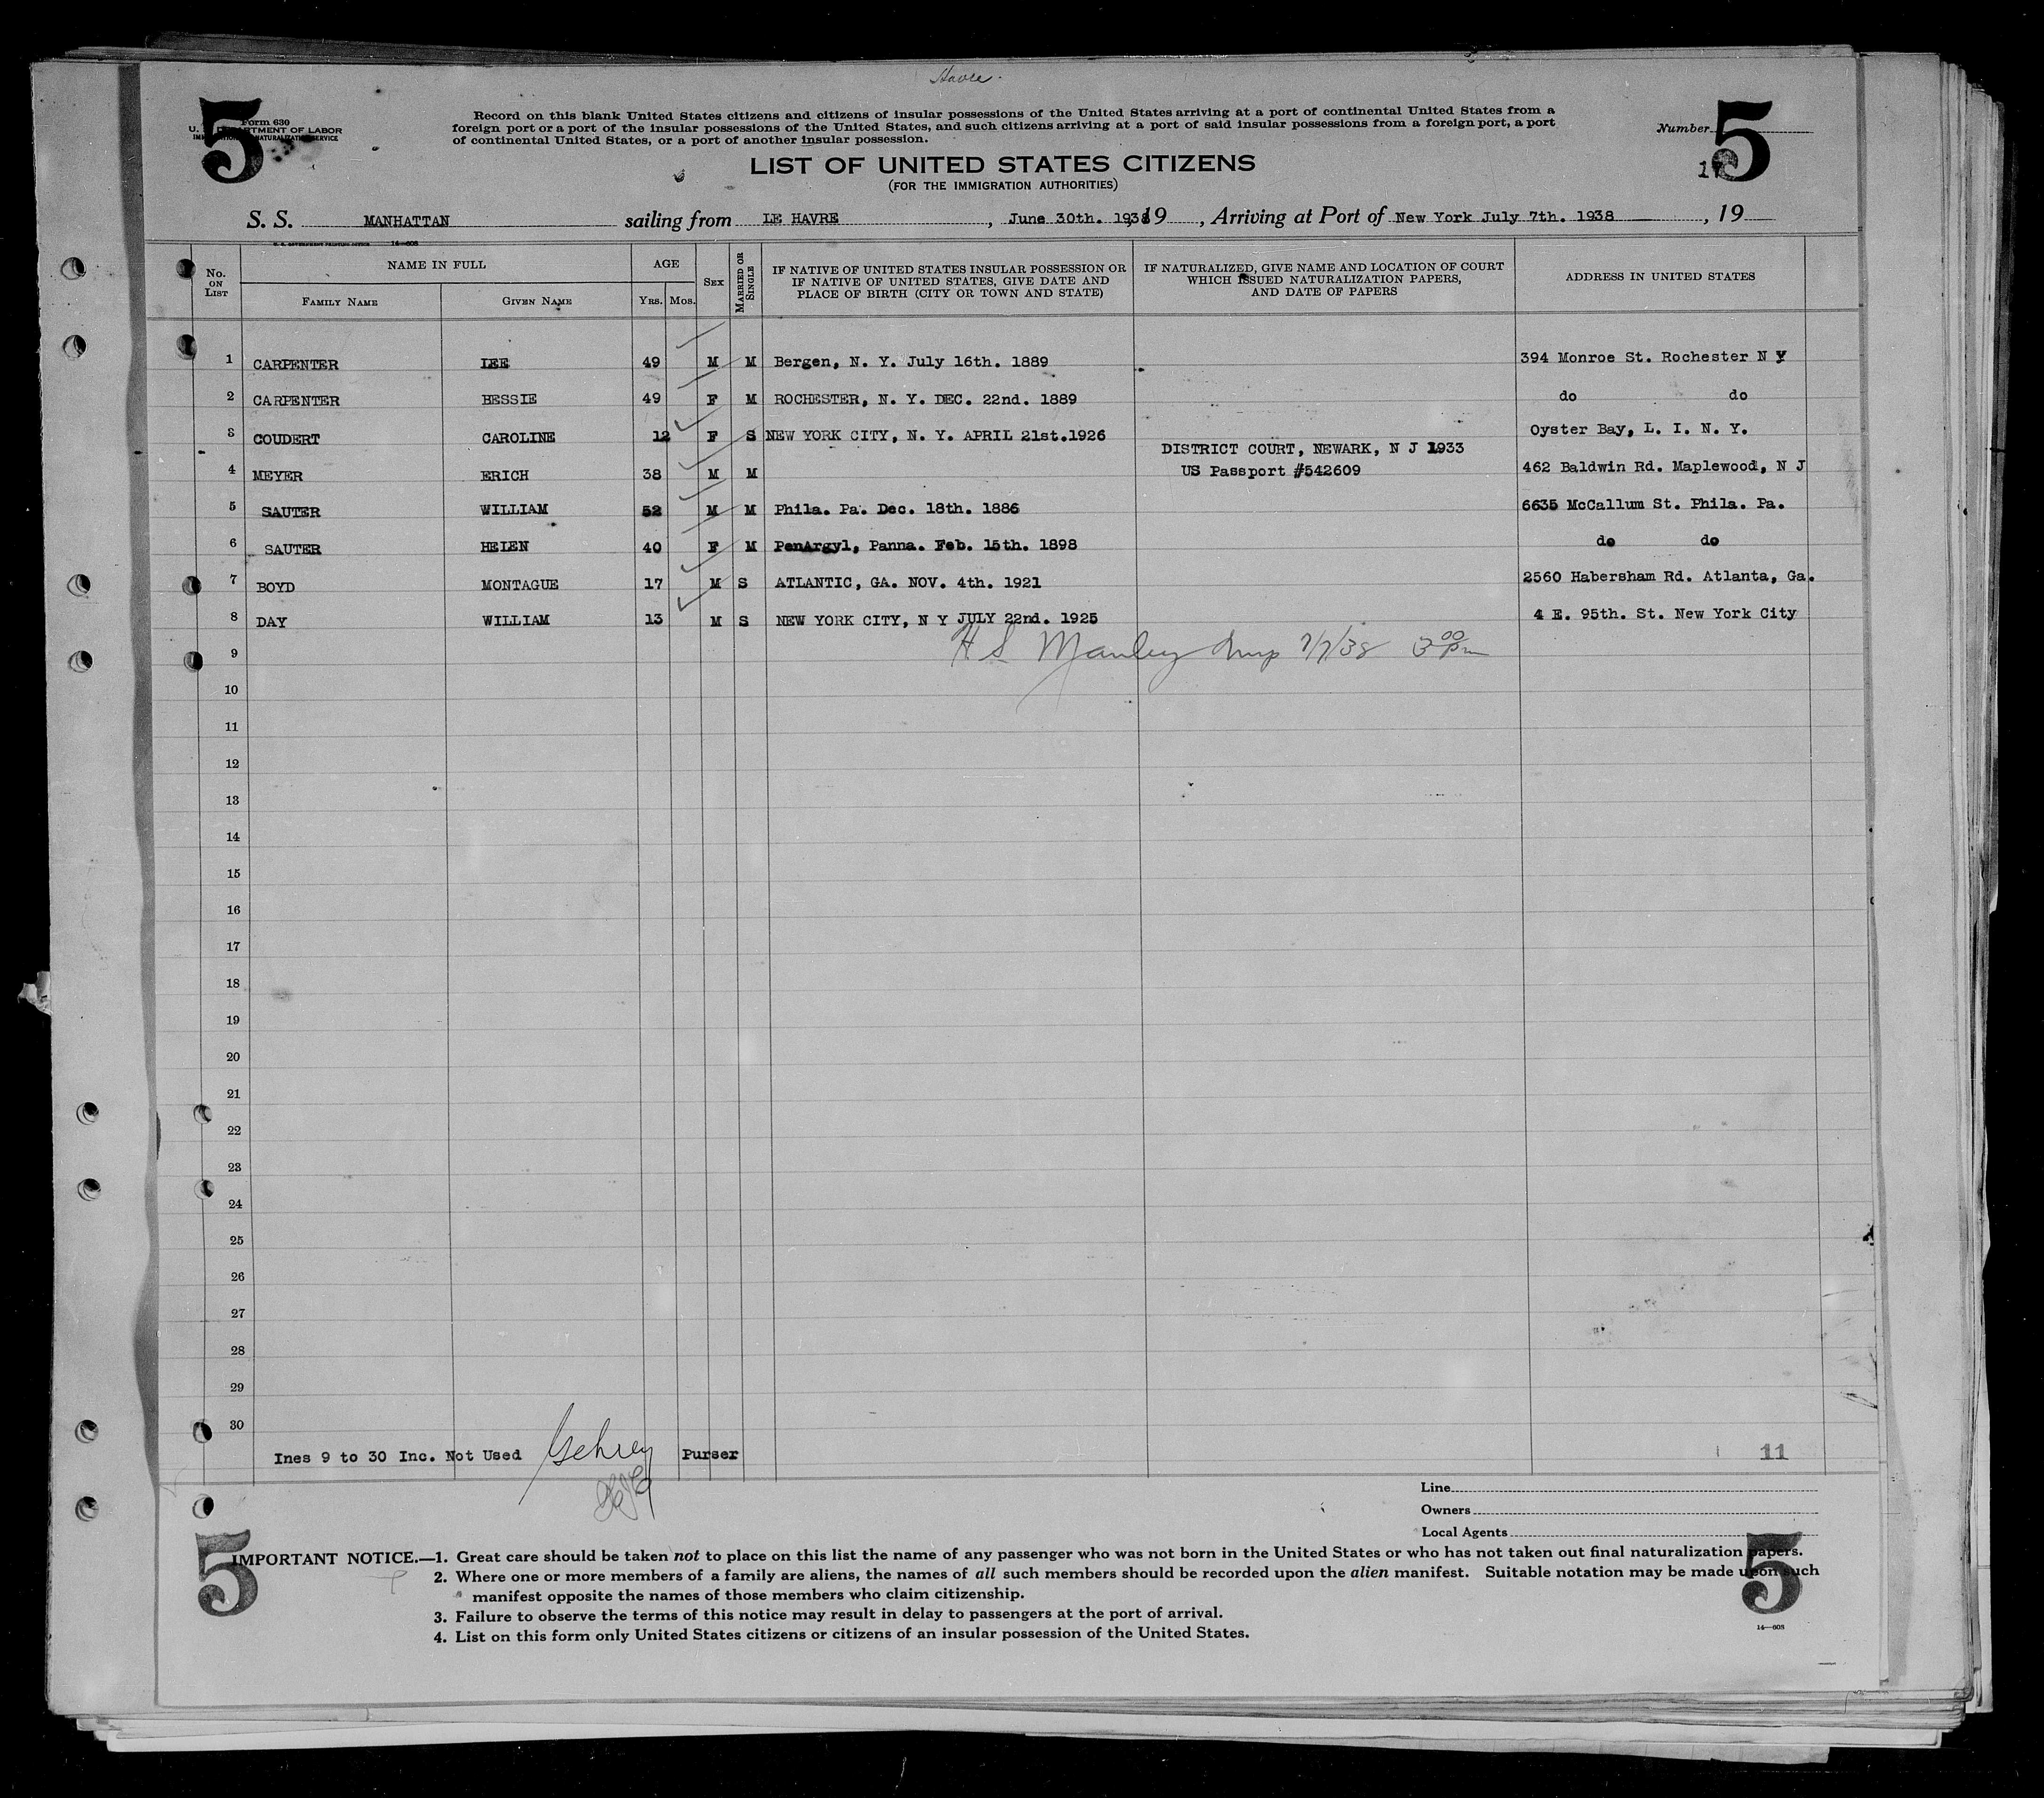 Havre.
5
Form 630
U. S. DEPARTMENT OF LABOR
IMMIGRATION AND NATURALIZATION SERVICE
Record on this blank United States citizens and citizens of insular possessions of the United States arriving at a port of continental United States from a
foreign port or a port of the insular possessions of the United States, and such citizens arriving at a port of said insular possessions from a foreign port, a port
of continental United States, or a port of another insular possession.
Number 5
LIST OF UNITED STATES CITIZENS
(FOR THE IMMIGRATION AUTHORITIES)
S. S. MANHATTAN sailing from LE HAVRE, June 30th. 1938, 19, Arriving at Port of New York July 7th. 1938, 19
U. S. GOVERNMENT PRINTING OFFICE 14—608
No. ON LIST NAME IN FULL AGE SEX MARRIED OR SINGLE IF NATIVE OF UNITED STATES INSULAR POSSESSION OR IF NATIVE OF UNITED STATES, GIVE DATE AND PLACE OF BIRTH (CITY OR TOWN AND STATE) IF NATURALIZED, GIVE NAME AND LOCATION OF COURT WHICH ISSUED NATURALIZATION PAPERS, AND DATE OF PAPERS ADDRESS IN UNITED STATES
FAMILY NAME GIVEN NAME YRS. MOS.
1 CARPENTER LEE 49 M M Bergen, N. Y. July 16th. 1889 394 Monroe St. Rochester N Y
2 CARPENTER BESSIE 49 F M ROCHESTER, N. Y. DEC. 22nd. 1889 do do
3 COUDERT CAROLINE 12 F S NEW YORK CITY, N. Y. APRIL 21st.1926 Oyster Bay, L. I. N. Y.
DISTRICT COURT, NEWARK, N J 1933
4 MEYER ERICH 38 M M US Passport #542609 462 Baldwin Rd. Maplewood, N J
5 SAUTER WILLIAM 52 M M Phila. Pa. Dec. 18th. 1886 6635 McCallum St. Phila. Pa.
6 SAUTER HELEN 40 F M PenArgyl, Panna. Feb. 15th. 1898 do do
7 BOYD MONTAGUE 17 M S ATLANTIC, GA. NOV. 4th. 1921 2560 Habersham Rd. Atlanta, Ga.
8 DAY WILLIAM 13 M S NEW YORK CITY, N Y JULY 22nd. 1925 4 E. 95th. St. New York City
9 H S Manley Insp 7/7/38 3 00 pm
10
11
12
13
14
15
16
17
18
19
20
21
22
23
24
25
26
27
28
29
30
Ines 9 to 30 Inc. Not Used Purser
11
Line
Owners
Local Agents
5 5
IMPORTANT NOTICE.—1. Great care should be taken not to place on this list the name of any passenger who was not born in the United States or who has not taken out final naturalization papers.
2. Where one or more members of a family are aliens, the names of all such members should be recorded upon the alien manifest. Suitable notation may be made upon such
manifest opposite the names of those members who claim citizenship.
3. Failure to observe the terms of this notice may result in delay to passengers at the port of arrival.
4. List on this form only United States citizens or citizens of an insular possession of the United States.
14—608